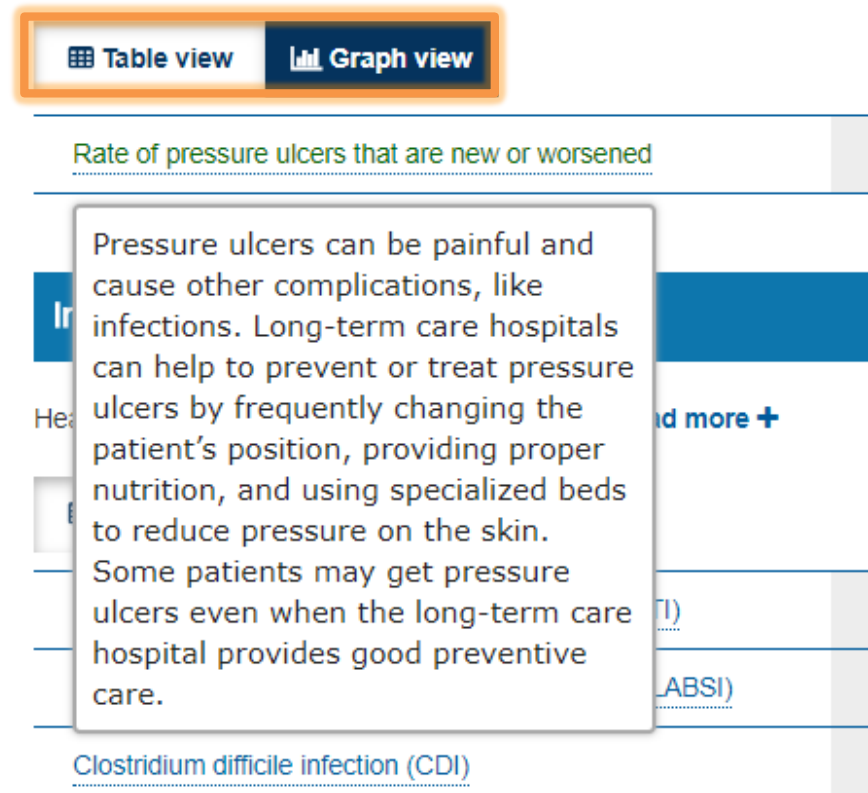 Table view Graph view
Rate of pressure ulcers that are new or worsened
Pressure ulcers can be painful and
cause other complications, like
infections. Long-term care hospitals
can help to prevent or treat pressure
ulcers by frequently changing the
patient’s position, providing proper
nutrition, and using specialized beds
to reduce pressure on the skin.
Some patients may get pressure
ulcers even when the long-term care
hospital provides good preventive
care.
more
Clostridium difficile infection (CDI)